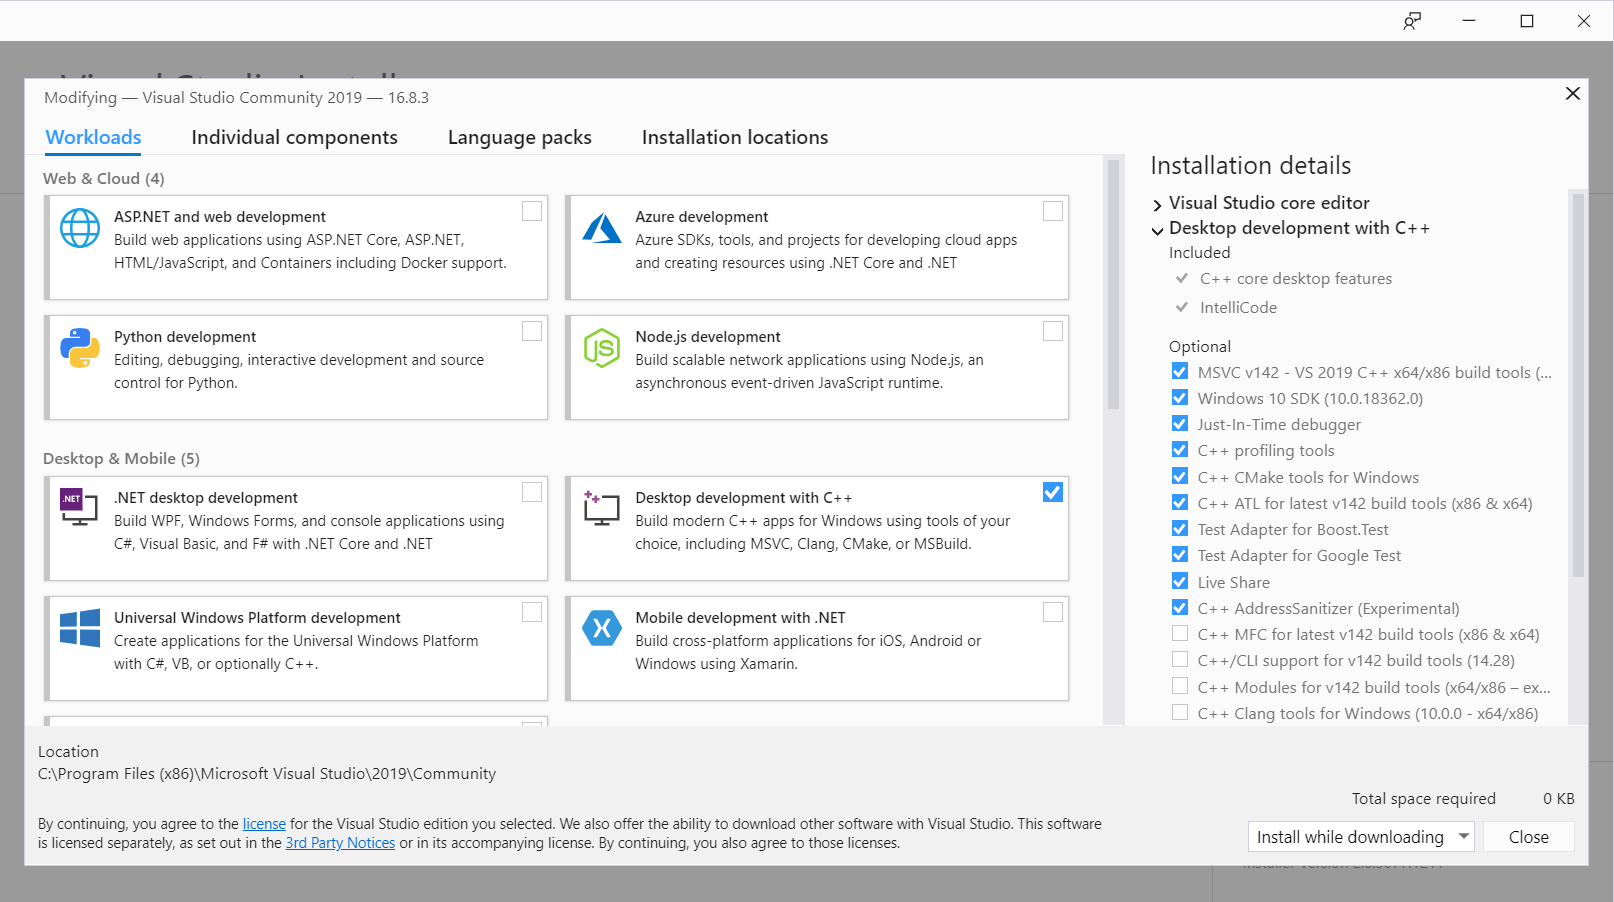 Modifying — Visual Studio Community 2019 — 16.8.3
Workloads
Individual components
Language packs
Installation locations
Web & Cloud (4)
ASP.NET and web development
Build web applications using ASP.NET Core, ASP.NET,
HTML/JavaScript, and Containers including Docker support.
Azure development
Azure SDKs, tools, and projects for developing cloud apps
and creating resources using .NET Core and .NET
Python development
Editing, debugging, interactive development and source
control for Python.
JS
Node.js development
Build scalable network applications using Node.js, an
asynchronous event-driven JavaScript runtime.
Desktop & Mobile (5)
.NET
.NET desktop development
Build WPF, Windows Forms, and console applications using
C#, Visual Basic, and F# with .NET Core and .NET
Desktop development with C++
Build modern C++ apps for Windows using tools of your
choice, including MSVC, Clang, CMake, or MSBuild.
Universal Windows Platform development
Create applications for the Universal Windows Platform
with C#, VB, or optionally C++.
Mobile development with .NET
Build cross-platform applications for iOS, Android or
Windows using Xamarin.
Installation details
Visual Studio core editor
Desktop development with C++
Included
C++ core desktop features
IntelliCode
Optional
MSVC v142 - VS 2019 C++ x64/x86 build tools (...
Windows 10 SDK (10.0.18362.0)
Just-In-Time debugger
C++ profiling tools
C++ CMake tools for Windows
C++ ATL for latest v142 build tools (x86 & x64)
Test Adapter for Boost.Test
Test Adapter for Google Test
Live Share
C++ AddressSanitizer (Experimental)
C++ MFC for latest v142 build tools (x86 & x64)
C++/CLI support for v142 build tools (14.28)
C++ Modules for v142 build tools (x64/x86 – ex...
C++ Clang tools for Windows (10.0.0 - x64/x86)
Location
C:\Program Files (x86)\Microsoft Visual Studio\2019\Community
Total space required 0 KB
By continuing, you agree to the license for the Visual Studio edition you selected. We also offer the ability to download other software with Visual Studio. This software
is licensed separately, as set out in the 3rd Party Notices or in its accompanying license. By continuing, you also agree to those licenses.
Install while downloading
Close